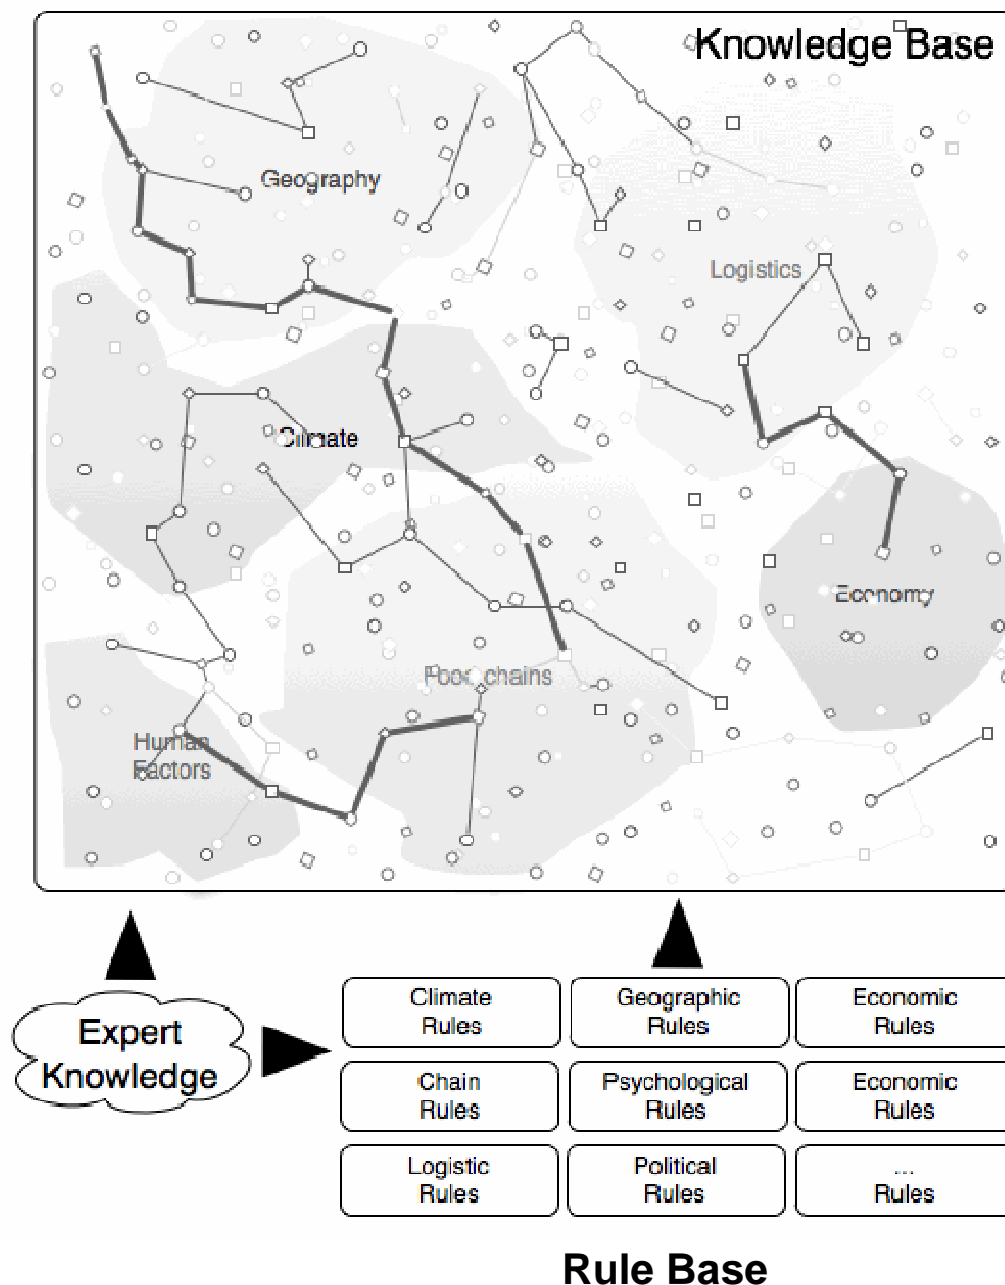 Knowledge Base
Geography
Logistics
Climate
Economy
Food chains
Human
Factors
Expert
Knowledge
Climate
Rules
Geographic
Rules
Economic
Rules
Chain
Rules
Psychological
Rules
Economic
Rules
Logistic
Rules
Political
Rules
...
Rules
Rule Base